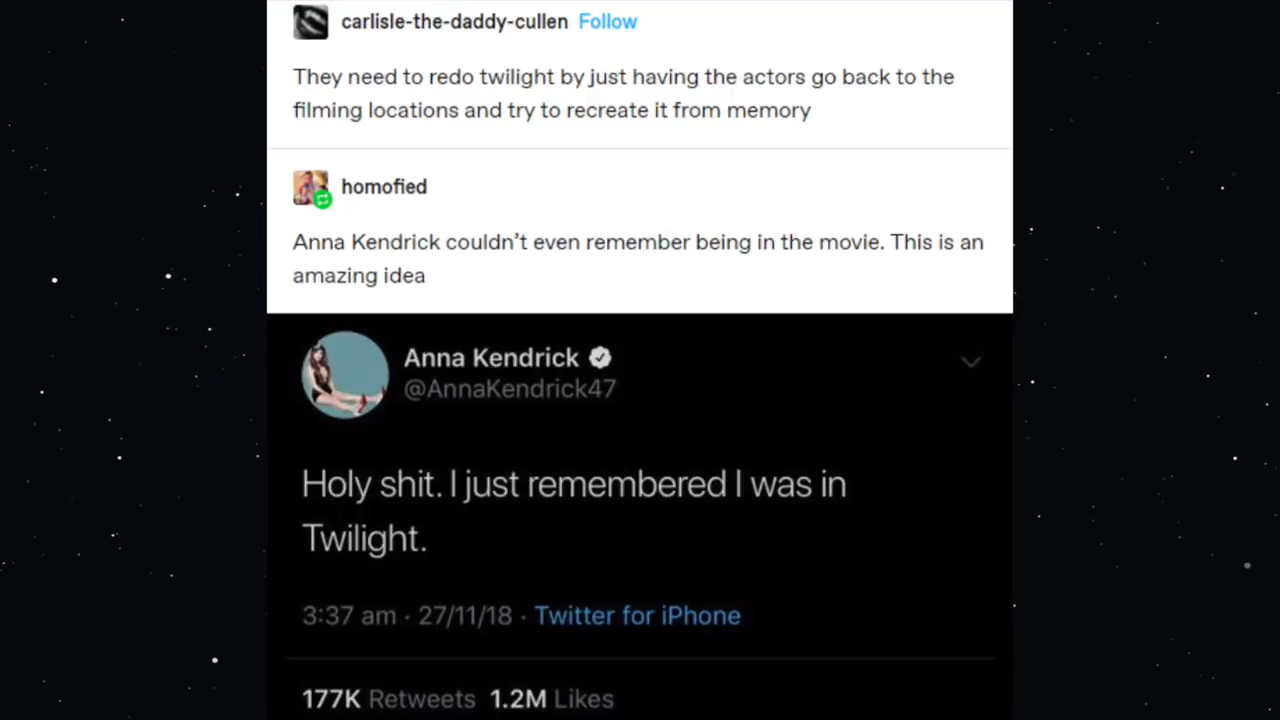 carlisle-the-daddy-cullen Follow
They need to redo twilight by just having the actors go back to the
filming locations and try to recreate it from memory
homofied
Anna Kendrick couldn’t even remember being in the movie. This is an
amazing idea
Anna Kendrick
@AnnaKendrick47
Holy shit. I just remembered I was in
Twilight.
3:37 am · 27/11/18 · Twitter for iPhone
177K Retweets 1.2M Likes